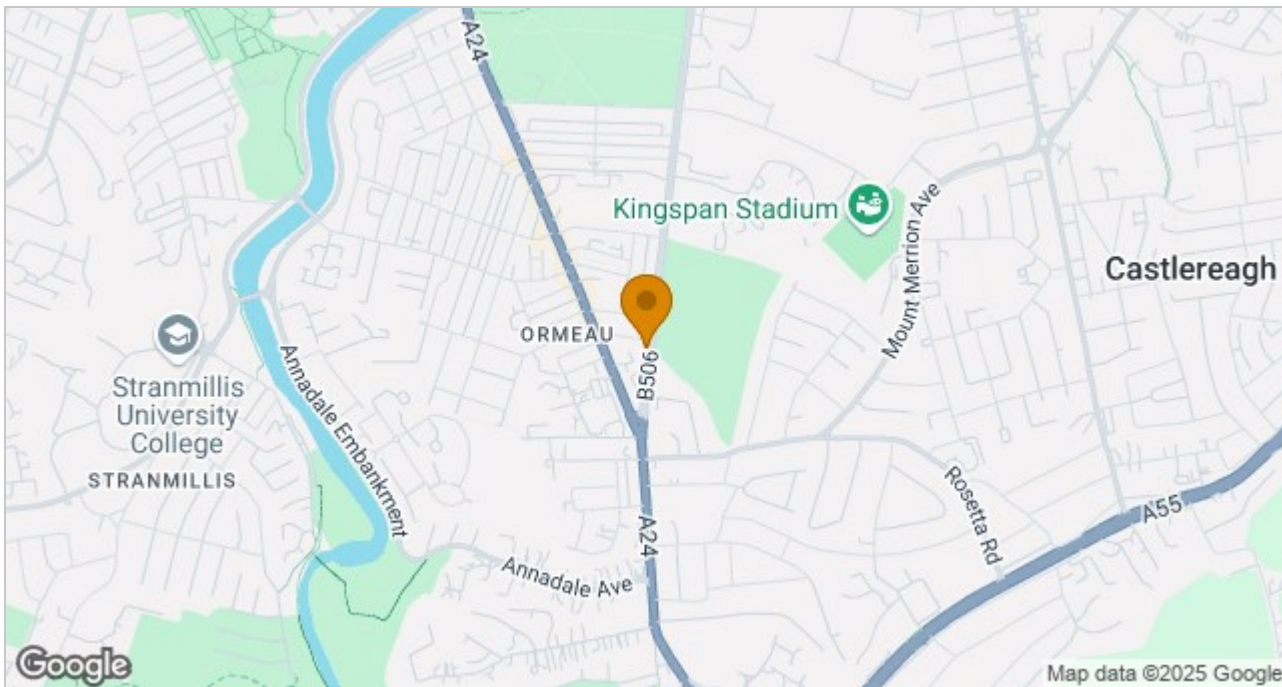 A24
Kingspan Stadium
Mount Merrion Ave
Castlereagh
ORMEAU
B506
Stranmillis
University
College
STRANMILLIS
Annadale Embankment
Rosetta Rd
A55
A24
Annadale Ave
Google
Map data ©2025 Google